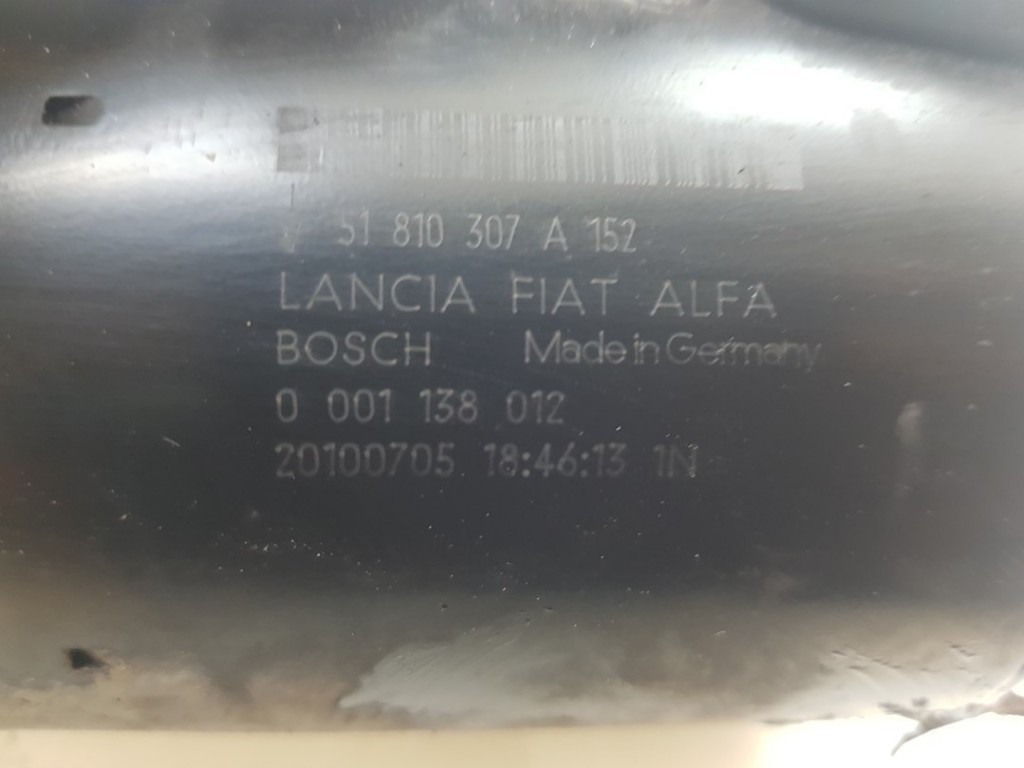 51 810 307 A 152
LANCIA FIAT ALFA
BOSCH Made in Germany
0 001 138 012
20100705 18:46:13 1N